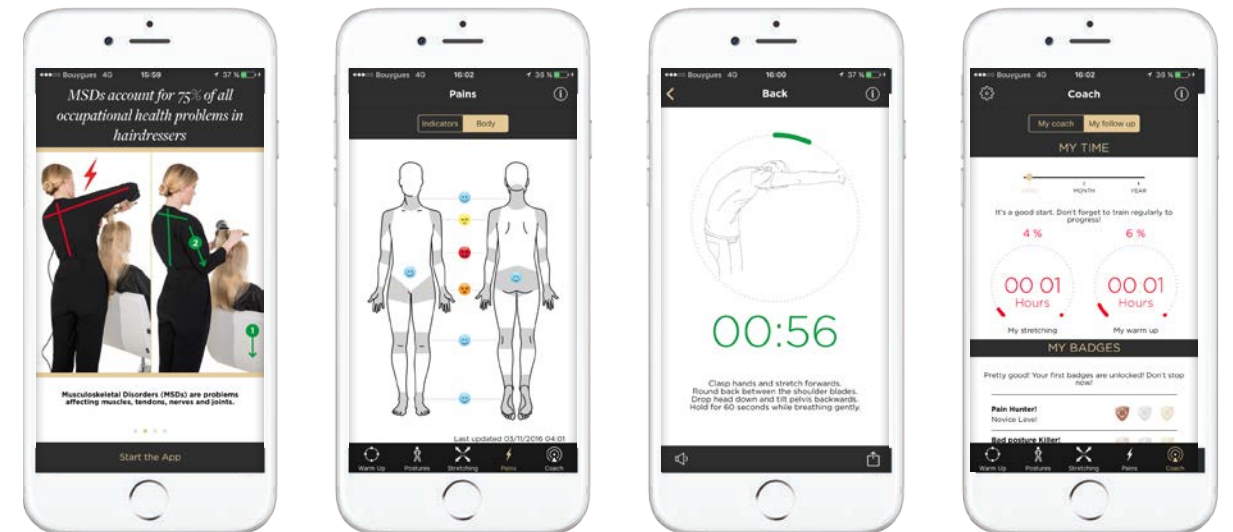 Bouygues 4G 15:59 37 %
MSDs account for 75% of all
occupational health problems in
hairdressers
2
1
Musculoskeletal Disorders (MSDs) are problems
affecting muscles, tendons, nerves and joints.
Start the App
Bouygues 4G 16:02 38 %
Pains
Indicators Body
Last updated 03/11/2016 04:01
Warm Up Postures Stretching Pains Coach
Bouygues 4G 16:00 37 %
Back
00:56
Clasp hands and stretch forwards.
Round back between the shoulder blades.
Drop head down and tilt pelvis backwards.
Hold for 60 seconds while breathing gently.
Bouygues 4G 16:02 38 %
Coach
My coach My follow up
MY TIME
MONTH YEAR
It's a good start. Don't forget to train regularly to
progress!
4 % 6 %
00 01 00 01
Hours Hours
My stretching My warm up
MY BADGES
Pretty good! Your first badges are unlocked! Don't stop
now!
Pain Hunter!
Novice Level
Bad posture Killer!
Warm Up Postures Stretching Pains Coach